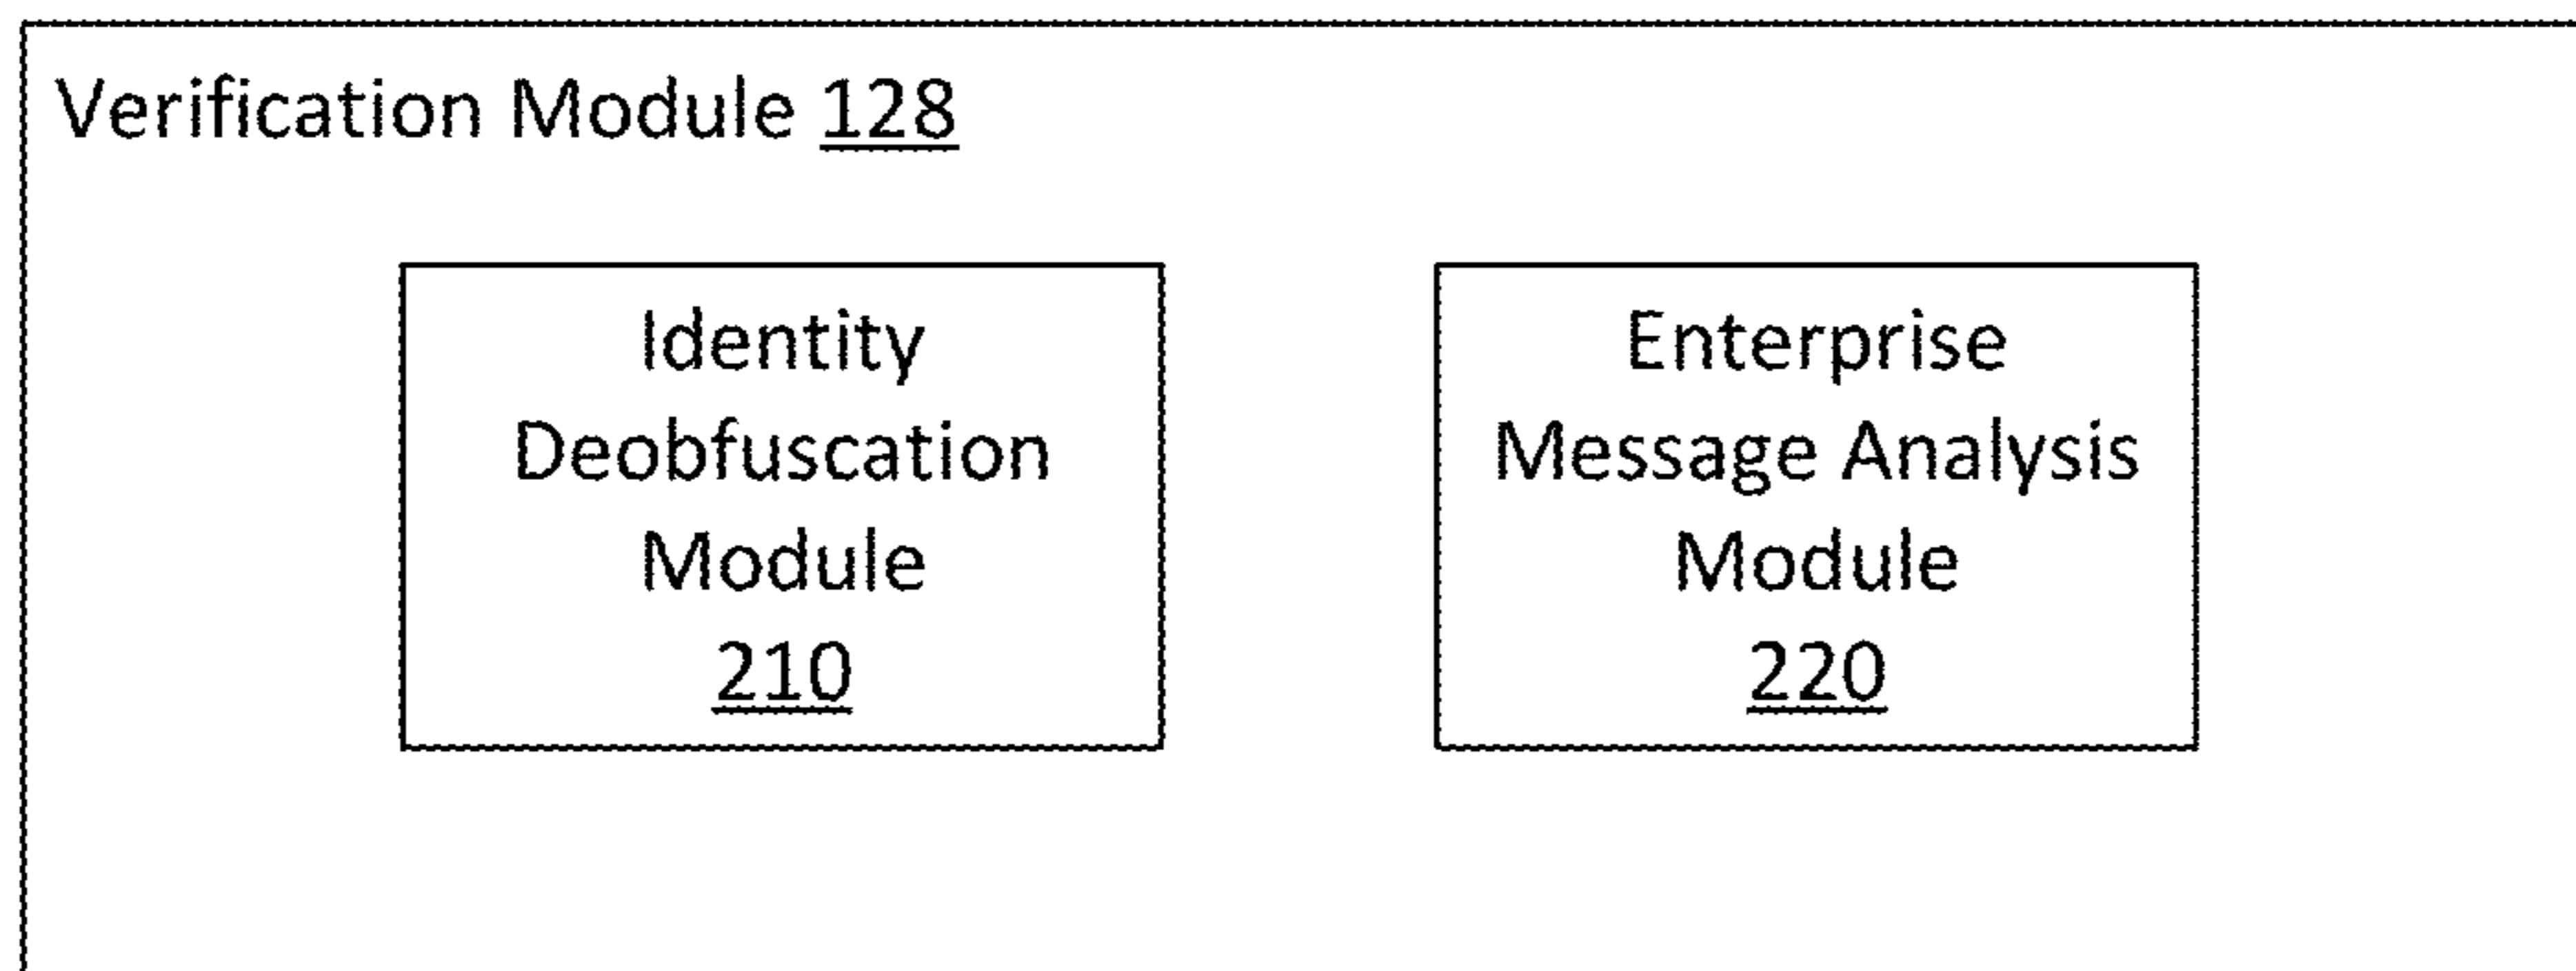 Verification Module 128
Identity
Deobfuscation
Module
210
Enterprise
Message Analysis
Module
220